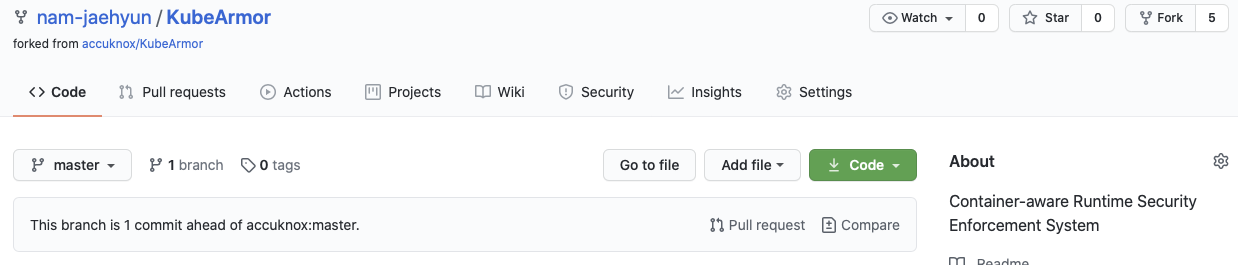 nam-jaehyun / KubeArmor
Watch 0 Star 0 Fork 5
forked from accuknox/KubeArmor
Code Pull requests Actions Projects Wiki Security Insights Settings
master 1 branch 0 tags Go to file Add file Code
About
This branch is 1 commit ahead of accuknox:master. Pull request Compare
Container-aware Runtime Security
Enforcement System
Readme